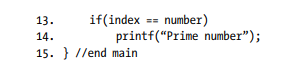 13. if(index == number)
14. printf(“Prime number”);
15. } //end main